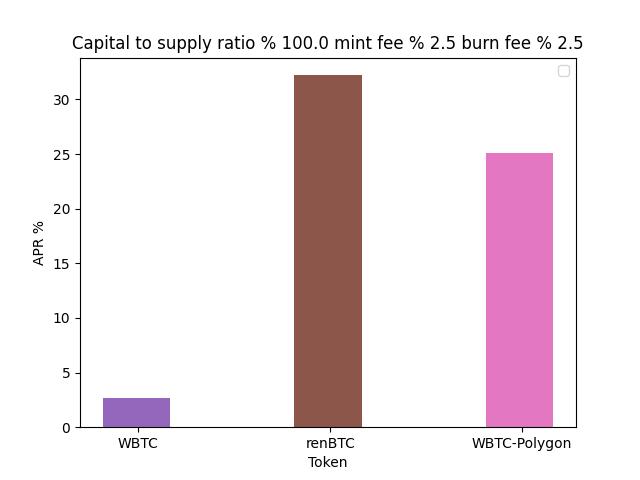 Capital to supply ratio % 100.0 mint fee % 2.5 burn fee % 2.5
APR %
30
25
20
15
10
5
0
WBTC renBTC WBTC-Polygon
Token